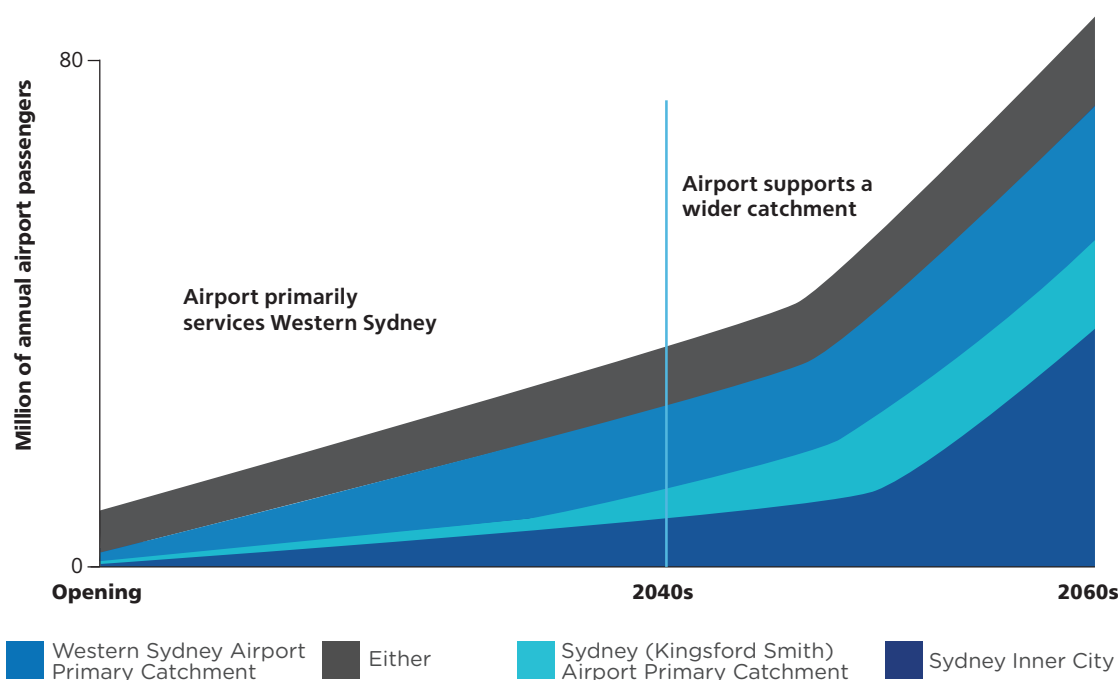 80
Million of annual airport passengers
Airport supports a
wider catchment
Airport primarily
services Western Sydney
0
Opening
2040s
2060s
Western Sydney Airport
Primary Catchment
Either
Sydney (Kingsford Smith)
Airport Primary Catchment
Sydney Inner City